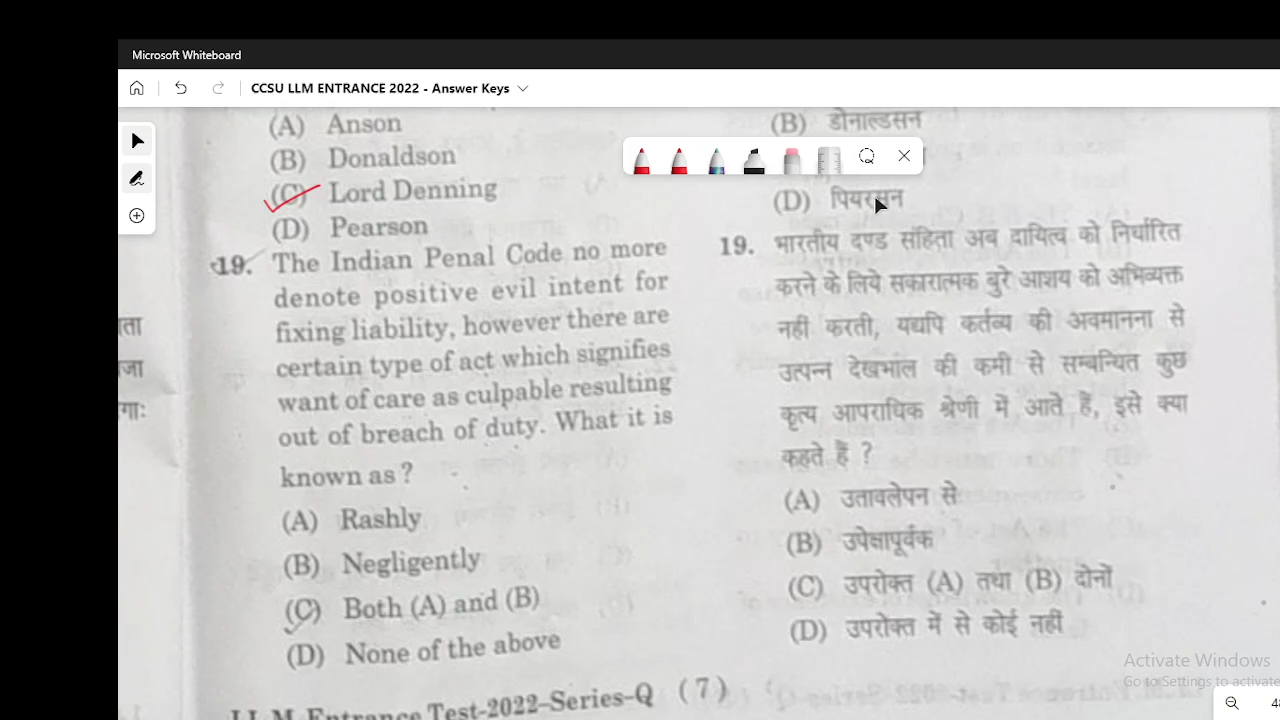 Microsoft Whiteboard
CCSU LLM ENTRANCE 2022 - Answer Keys
(A) Anson
(B) Donaldson
(C) Lord Denning
(D) Pearson
19. The Indian Penal Code no more
denote positive evil intent for
fixing liability, however there are
certain type of act which signifies
want of care as culpable resulting
out of breach of duty. What it is
known as ?
(A) Rashly
(B) Negligently
(C) Both (A) and (B)
(D) None of the above
LL.M. Entrance Test-2022-Series-Q (7)
(B) डोनाल्डसन
(D) पियरसन
19. भारतीय दण्ड संहिता अब दायित्व को निर्धारित
करने के लिये सकारात्मक बुरे आशय को अभिव्यक्त
नहीं करती, यद्यपि कर्तव्य की अवमानना से
उत्पन्न देखभाल की कमी से सम्बन्धित कुछ
कृत्य आपराधिक श्रेणी में आते हैं, इसे क्या
कहते हैं ?
(A) उतावलेपन से
(B) उपेक्षापूर्वक
(C) उपरोक्त (A) तथा (B) दोनों
(D) उपरोक्त में से कोई नहीं
Activate Windows
Go to Settings to activate